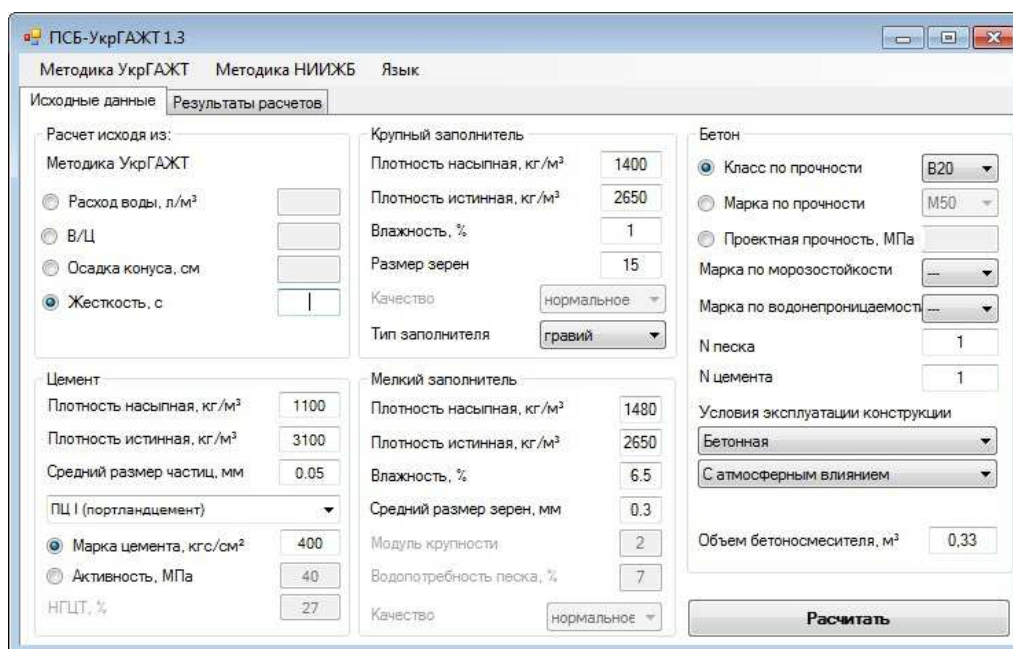 ПСБ-УкрГАЖТ 1.3
Методика УкрГАЖТ Методика НИИЖБ Язык
Исходные данные Результаты расчетов
Расчет исходя из:
Методика УкрГАЖТ
Расход воды, л/м³
В/Ц
Осадка конуса, см
Жесткость, с
Цемент
Плотность насыпная, кг/м³ 1100
Плотность истинная, кг/м³ 3100
Средний размер частиц, мм 0.05
ПЦ I (портландцемент)
Марка цемента, кгс/см² 400
Активность, МПа 40
НГЦТ, % 27
Крупный заполнитель
Плотность насыпная, кг/м³ 1400
Плотность истинная, кг/м³ 2650
Влажность, % 1
Размер зерен 15
Качество нормальное
Тип заполнителя гравий
Мелкий заполнитель
Плотность насыпная, кг/м³ 1480
Плотность истинная, кг/м³ 2650
Влажность, % 6.5
Средний размер зерен, мм 0.3
Модуль крупности 2
Водопотребность песка, % 7
Качество нормальное
Бетон
Класс по прочности B20
Марка по прочности М50
Проектная прочность, МПа
Марка по морозостойкости ---
Марка по водонепроницаемост ---
N песка 1
N цемента 1
Условия эксплуатации конструкции
Бетонная
С атмосферным влиянием
Объем бетоносмесителя, м³ 0,33
Расчитать